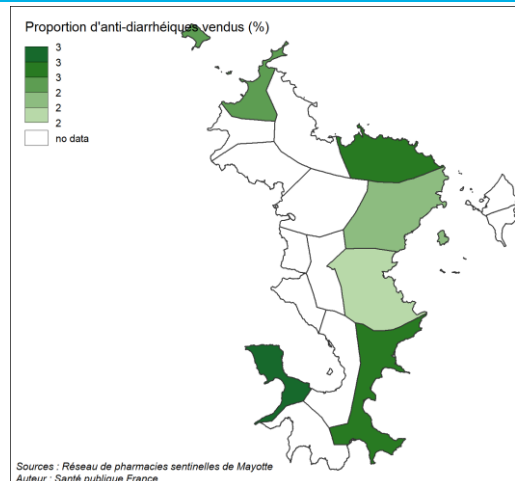 Proportion d'anti-diarrhéiques vendus (%)
3
3
3
2
2
2
no data
Sources : Réseau de pharmacies sentinelles de Mayotte
Auteur : Santé publique France